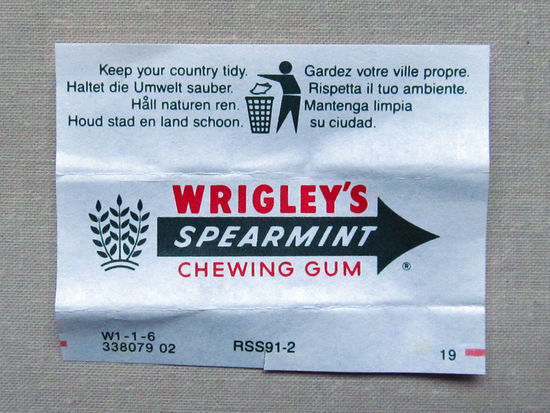 Keep your country tidy.
Haltet die Umwelt sauber.
Håll naturen ren.
Houd stad en land schoon.
Gardez votre ville propre.
Rispetta il tuo ambiente.
Mantenga limpia
su ciudad.
WRIGLEY'S
SPEARMINT
CHEWING GUM
®
W1-1-6
338079 02
RSS91-2
19